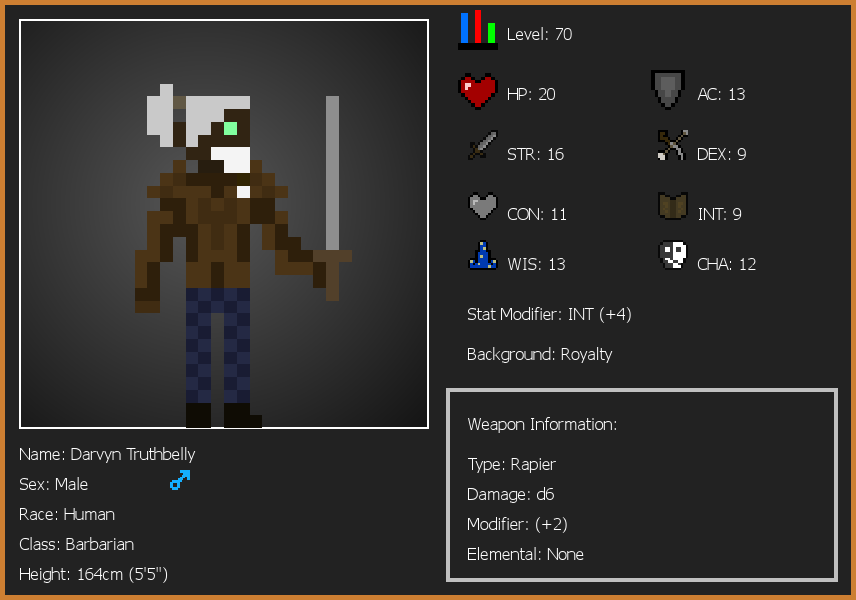 Level: 70
HP: 20
AC: 13
STR: 16
DEX: 9
CON: 11
INT: 9
WIS: 13
CHA: 12
Stat Modifier: INT (+4)
Background: Royalty
Weapon Information:
Type: Rapier
Damage: d6
Modifier: (+2)
Elemental: None
Name: Darvyn Truthbelly
Sex: Male
Race: Human
Class: Barbarian
Height: 164cm (5'5")